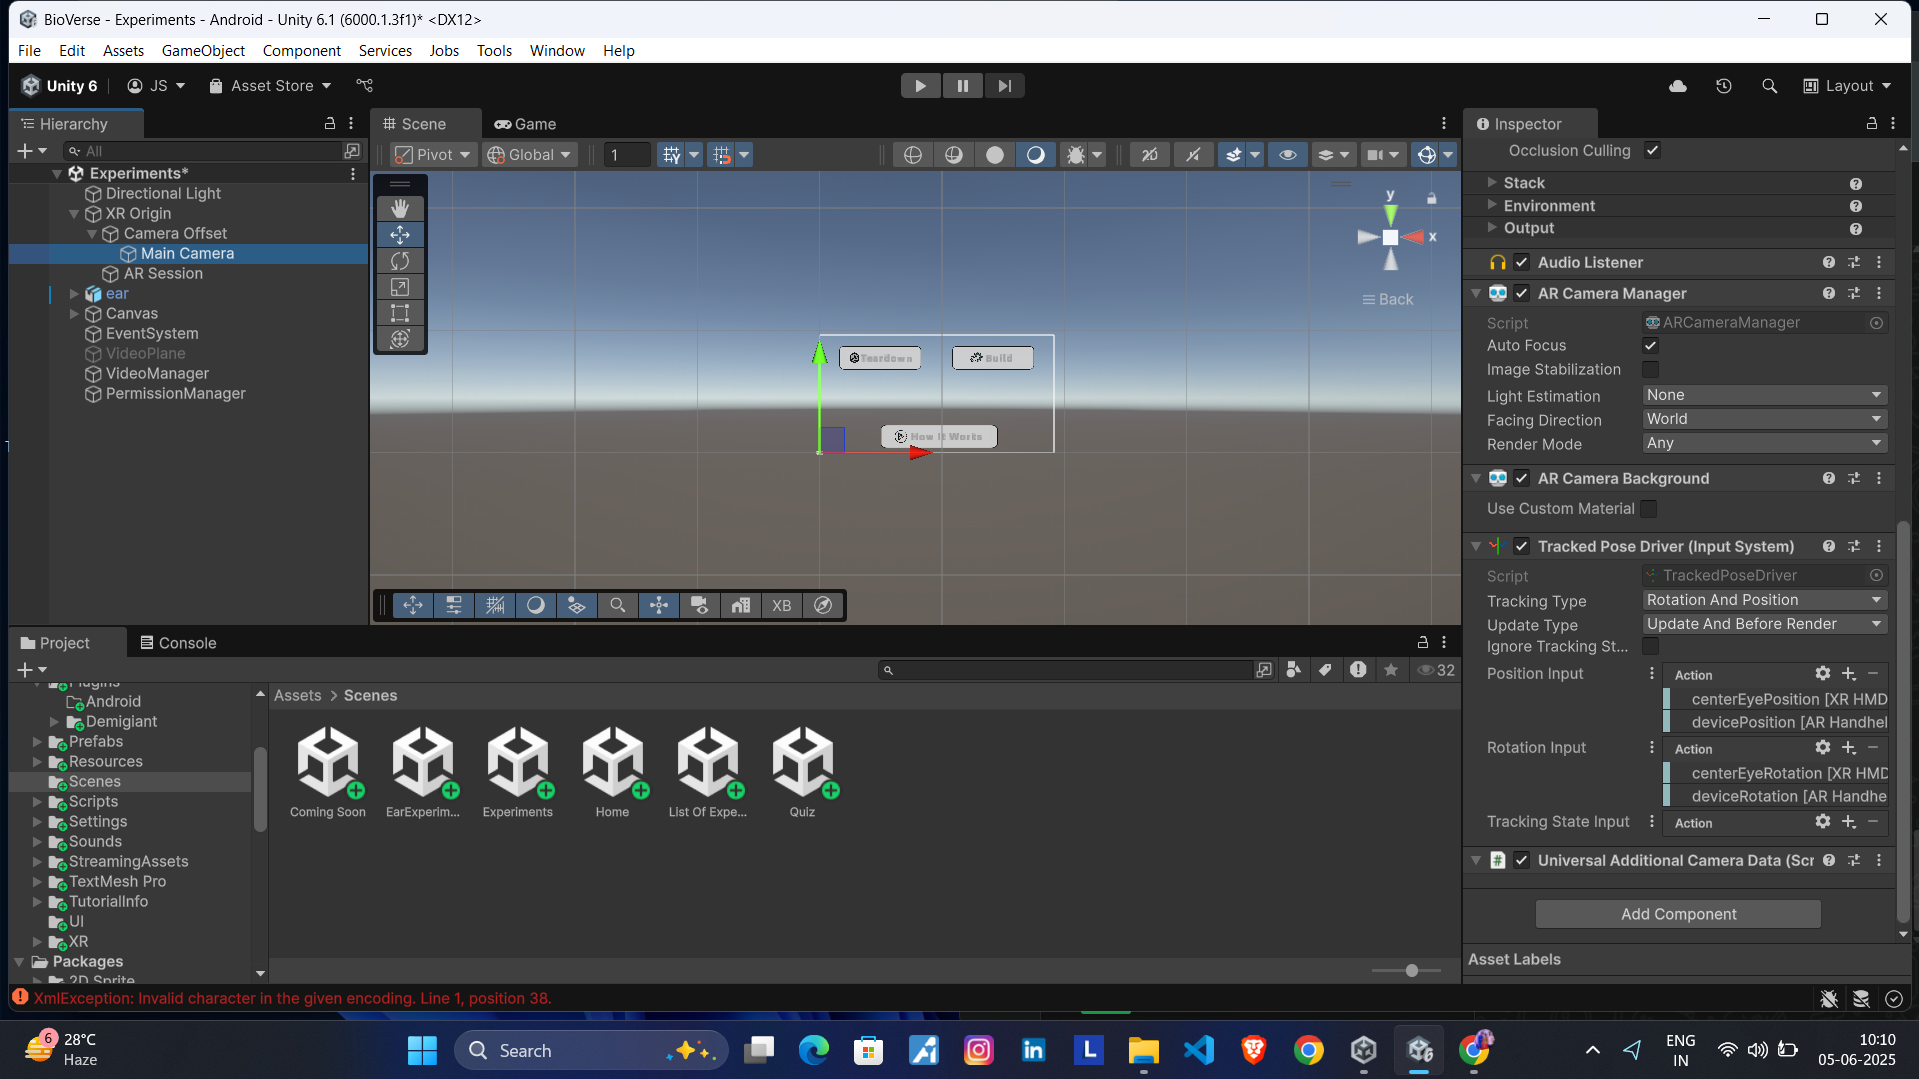 BioVerse - Experiments - Android - Unity 6.1 (6000.1.3f1)* <DX12>
File Edit Assets GameObject Component Services Jobs Tools Window Help
Unity 6 JS Asset Store Layout
Hierarchy
All
Experiments*
Directional Light
XR Origin
Camera Offset
Main Camera
AR Session
ear
Canvas
EventSystem
VideoPlane
VideoManager
PermissionManager
Scene Game
Pivot Global 1 2D
y
x
Back
Teardown Build
How It Works
XB
Inspector
Occlusion Culling
Stack
Environment
Output
Audio Listener
AR Camera Manager
Script ARCameraManager
Auto Focus
Image Stabilization
Light Estimation None
Facing Direction World
Render Mode Any
AR Camera Background
Use Custom Material
Tracked Pose Driver (Input System)
Script TrackedPoseDriver
Tracking Type Rotation And Position
Update Type Update And Before Render
Ignore Tracking St...
Position Input Action
centerEyePosition [XR HMD
devicePosition [AR Handhel
Rotation Input Action
centerEyeRotation [XR HMD
deviceRotation [AR Handhe
Tracking State Input Action
Universal Additional Camera Data (Scr
Add Component
Asset Labels
Project Console
32
Plugins
Android
Demigiant
Prefabs
Resources
Scenes
Scripts
Settings
Sounds
StreamingAssets
TextMesh Pro
TutorialInfo
UI
XR
Packages
2D Sprite
Assets > Scenes
Coming Soon EarExperim... Experiments Home List Of Expe... Quiz
XmlException: Invalid character in the given encoding. Line 1, position 38.
6
28°C
Haze
Search
ENG
IN
10:10
05-06-2025